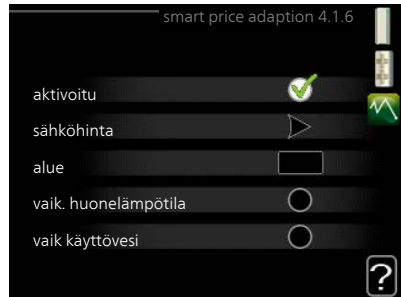 smart price adaption 4.1.6
aktivoitu
sähköhinta
alue
vaik. huonelämpötila
vaik käyttövesi
?